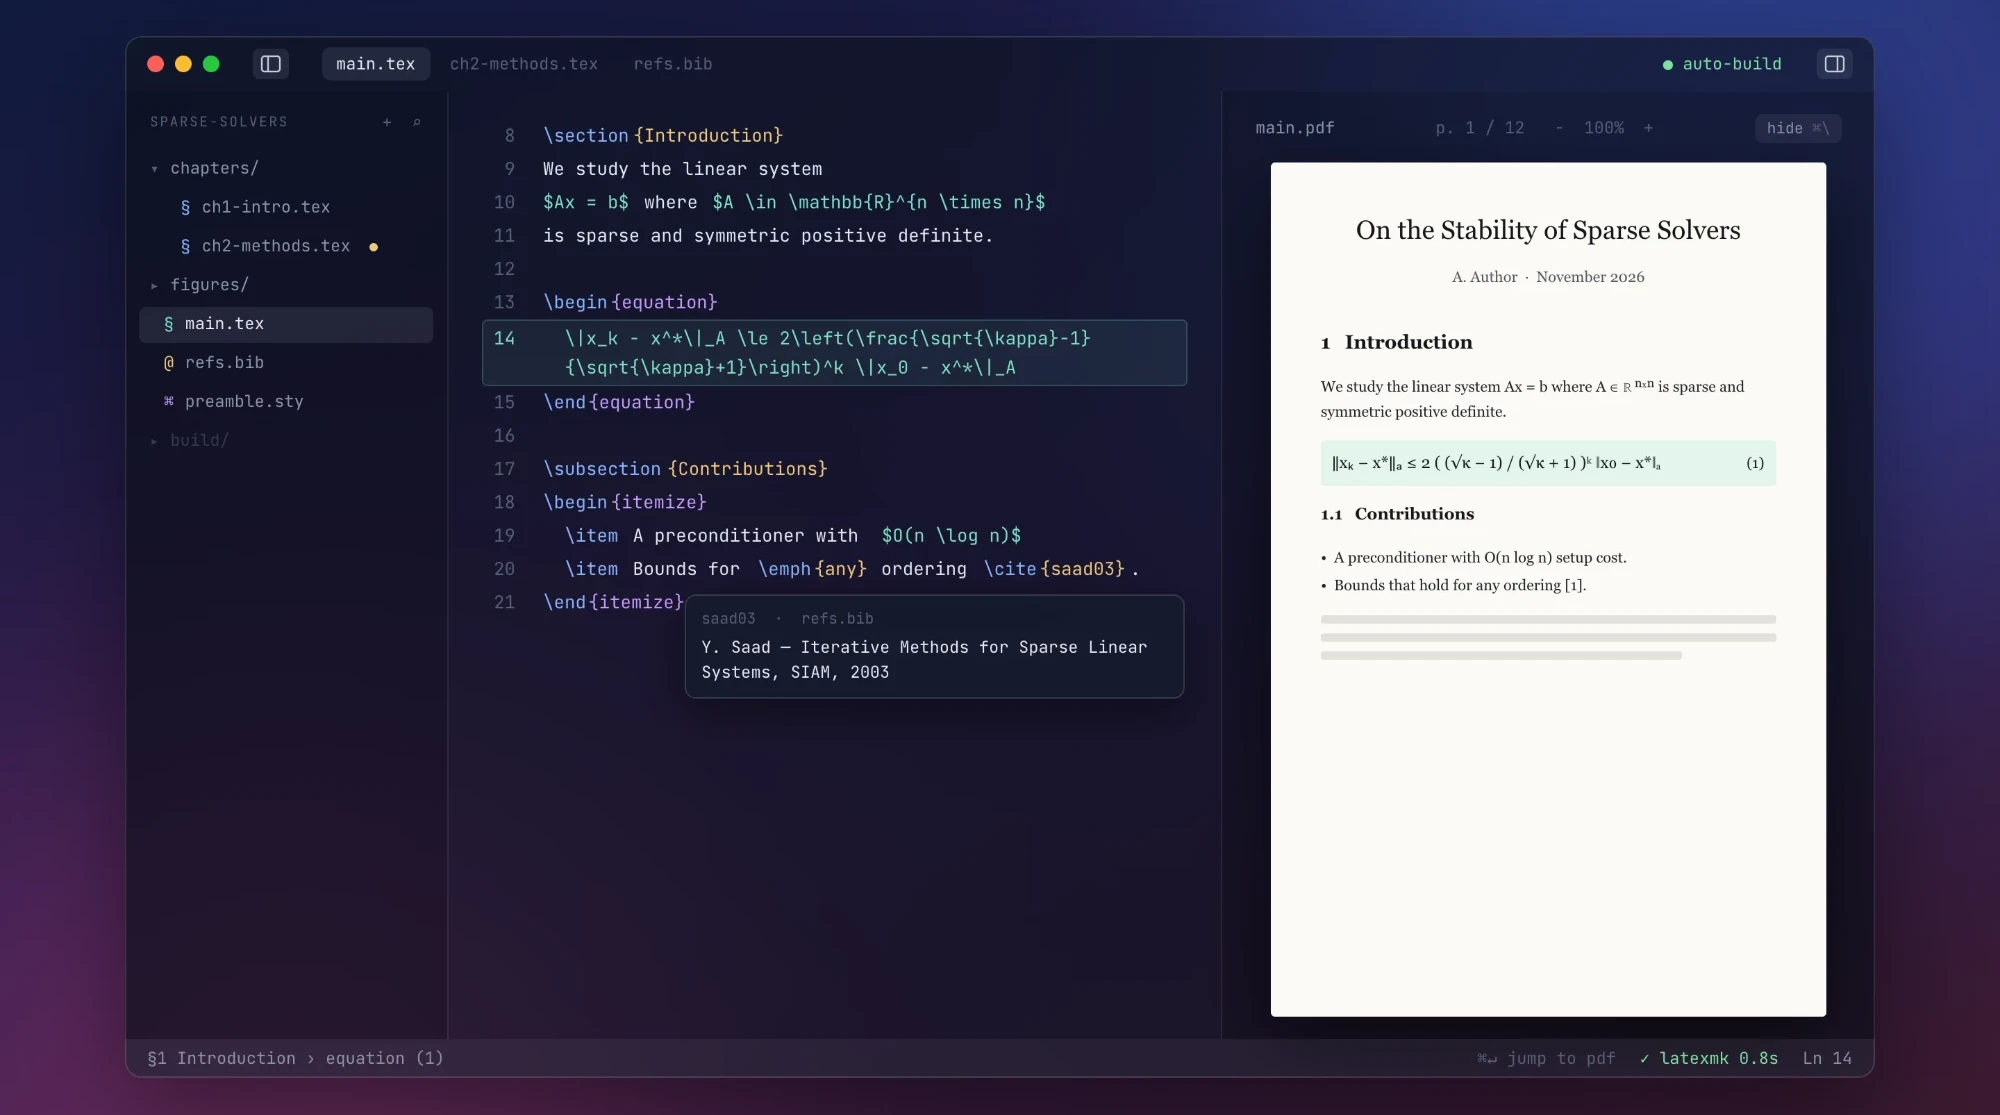 main.tex ch2-methods.tex refs.bib
● auto-build
SPARSE-SOLVERS +
▾ chapters/
§ ch1-intro.tex
§ ch2-methods.tex ●
▸ figures/
§ main.tex
@ refs.bib
⌘ preamble.sty
▸ build/
8 \section{Introduction}
9 We study the linear system
10 $Ax = b$ where $A \in \mathbb{R}^{n \times n}$
11 is sparse and symmetric positive definite.
12
13 \begin{equation}
14 \|x_k - x^*\|_A \le 2\left(\frac{\sqrt{\kappa}-1}
{\sqrt{\kappa}+1}\right)^k \|x_0 - x^*\|_A
15 \end{equation}
16
17 \subsection{Contributions}
18 \begin{itemize}
19 \item A preconditioner with $O(n \log n)$
20 \item Bounds for \emph{any} ordering \cite{saad03}.
21 \end{itemize}
saad03 · refs.bib
Y. Saad — Iterative Methods for Sparse Linear
Systems, SIAM, 2003
main.pdf p. 1 / 12 - 100% + hide ⌘\
On the Stability of Sparse Solvers
A. Author · November 2026
1 Introduction
We study the linear system Ax = b where A ∈ ℝ ⁿˣⁿ is sparse and
symmetric positive definite.
‖xₖ − x*‖ₐ ≤ 2 ( (√κ − 1) / (√κ + 1) )ᵏ ‖x₀ − x*‖ₐ (1)
1.1 Contributions
• A preconditioner with O(n log n) setup cost.
• Bounds that hold for any ordering [1].
§1 Introduction › equation (1)
⌘↵ jump to pdf ✓ latexmk 0.8s Ln 14